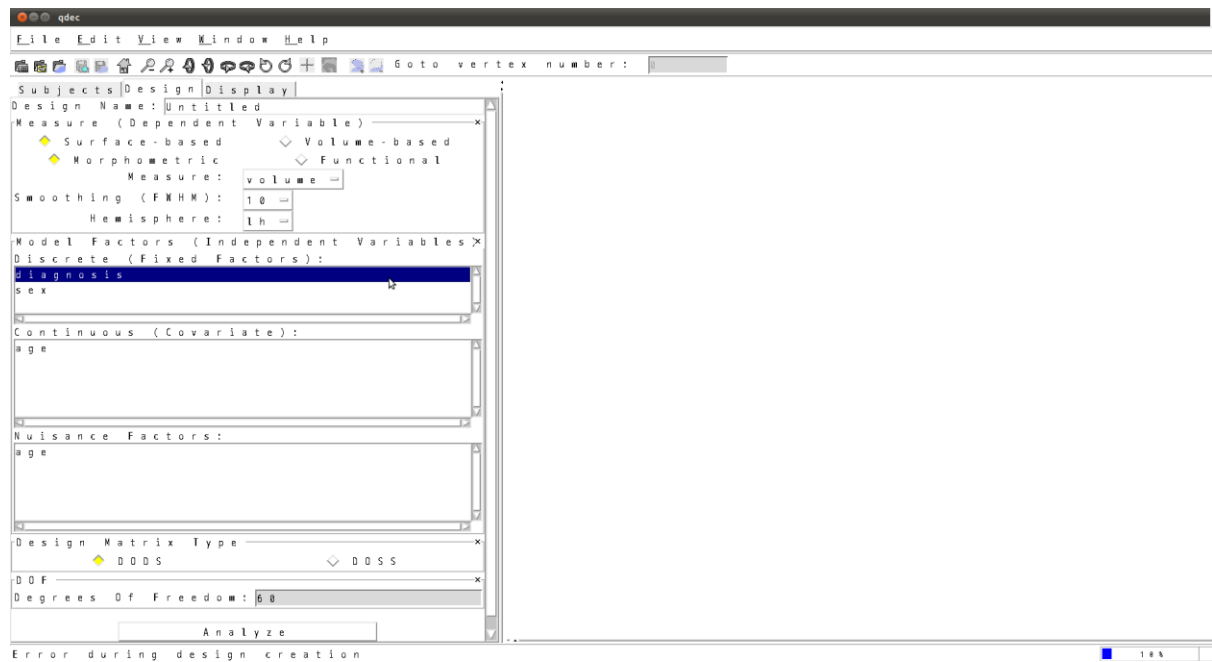 qdec
File Edit View Window Help
Goto vertex number: 0
Subjects Design Display
Design Name: Untitled
Measure (Dependent Variable)
Surface-based Volume-based
Morphometric Functional
Measure: volume
Smoothing (FWHM): 10
Hemisphere: lh
Model Factors (Independent Variables)
Discrete (Fixed Factors):
diagnosis
sex
Continuous (Covariate):
age
Nuisance Factors:
age
Design Matrix Type
DODS DOSS
DOF
Degrees Of Freedom: 60
Analyze
Error during design creation 10%